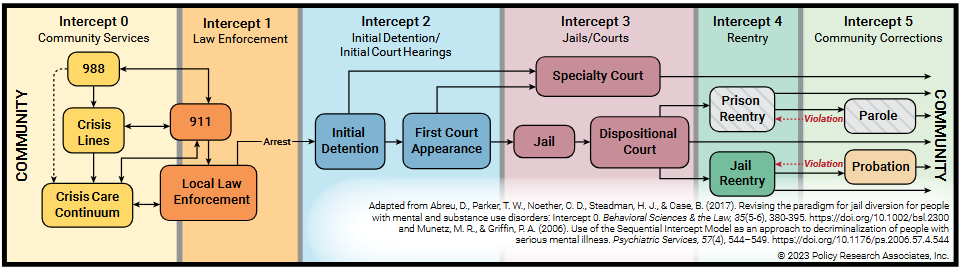 Intercept 0
Community Services
Intercept 1
Law Enforcement
Intercept 2
Initial Detention/
Initial Court Hearings
Intercept 3
Jails/Courts
Intercept 4
Reentry
Intercept 5
Community Corrections
COMMUNITY
988
Crisis
Lines
Crisis Care
Continuum
911
Local Law
Enforcement
Arrest
Initial
Detention
First Court
Appearance
Specialty Court
Jail
Dispositional
Court
Prison
Reentry
Violation
Parole
Jail
Reentry
Violation
Probation
COMMUNITY
Adapted from Abreu, D., Parker, T. W., Noether, C. D., Steadman, H. J., & Case, B. (2017). Revising the paradigm for jail diversion for people
with mental and substance use disorders: Intercept 0. Behavioral Sciences & the Law, 35(5-6), 380-395. https://doi.org/10.1002/bsl.2300
and Munetz, M. R., & Griffin, P. A. (2006). Use of the Sequential Intercept Model as an approach to decriminalization of people with
serious mental illness. Psychiatric Services, 57(4), 544–549. https://doi.org/10.1176/ps.2006.57.4.544
© 2023 Policy Research Associates, Inc.